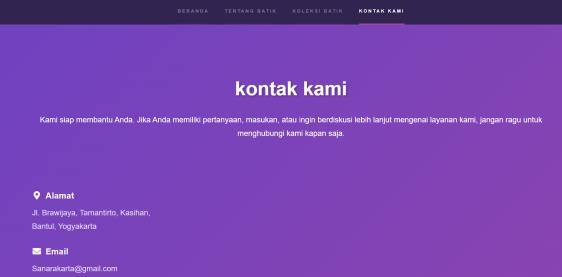 BERANDA TENTANG BATIK KOLEKSI BATIK KONTAK KAMI
kontak kami
Kami siap membantu Anda. Jika Anda memiliki pertanyaan, masukan, atau ingin berdiskusi lebih lanjut mengenai layanan kami, jangan ragu untuk
menghubungi kami kapan saja.
Alamat
Jl. Brawijaya, Tamantirto, Kasihan,
Bantul, Yogyakarta
Email
Sanarakarta@gmail.com